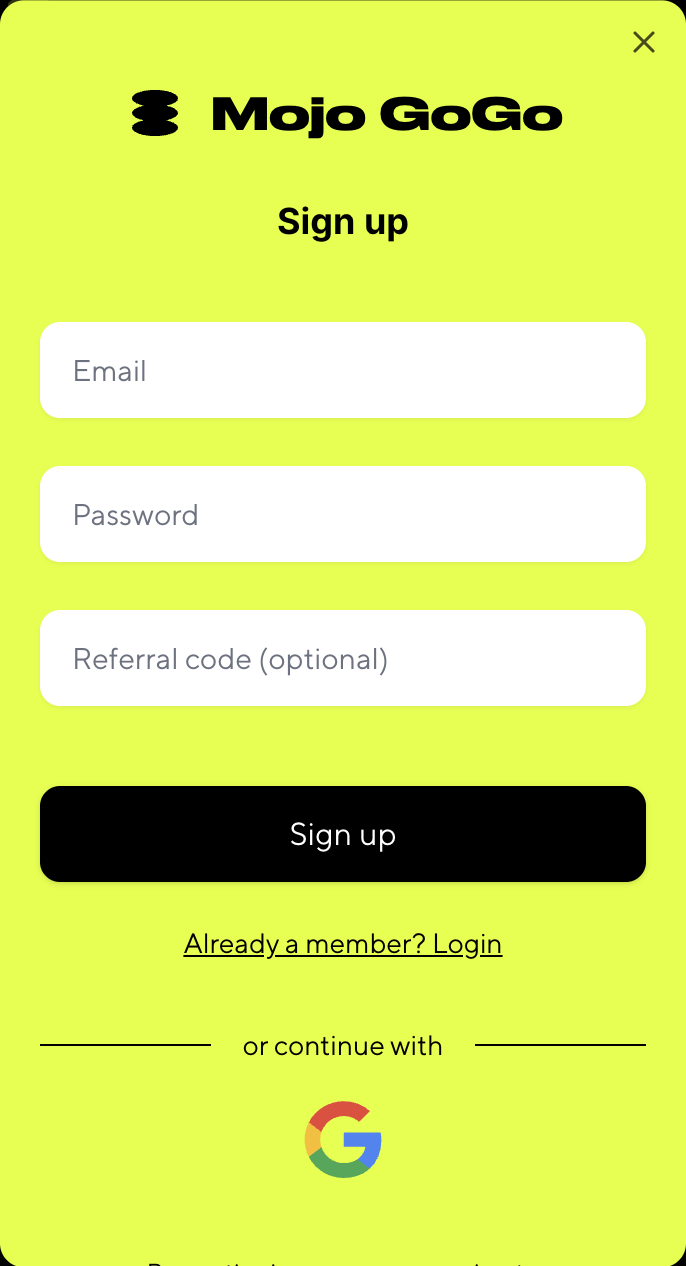 Mojo GoGo
Sign up
Email
Password
Referral code (optional)
Sign up
Already a member? Login
or continue with